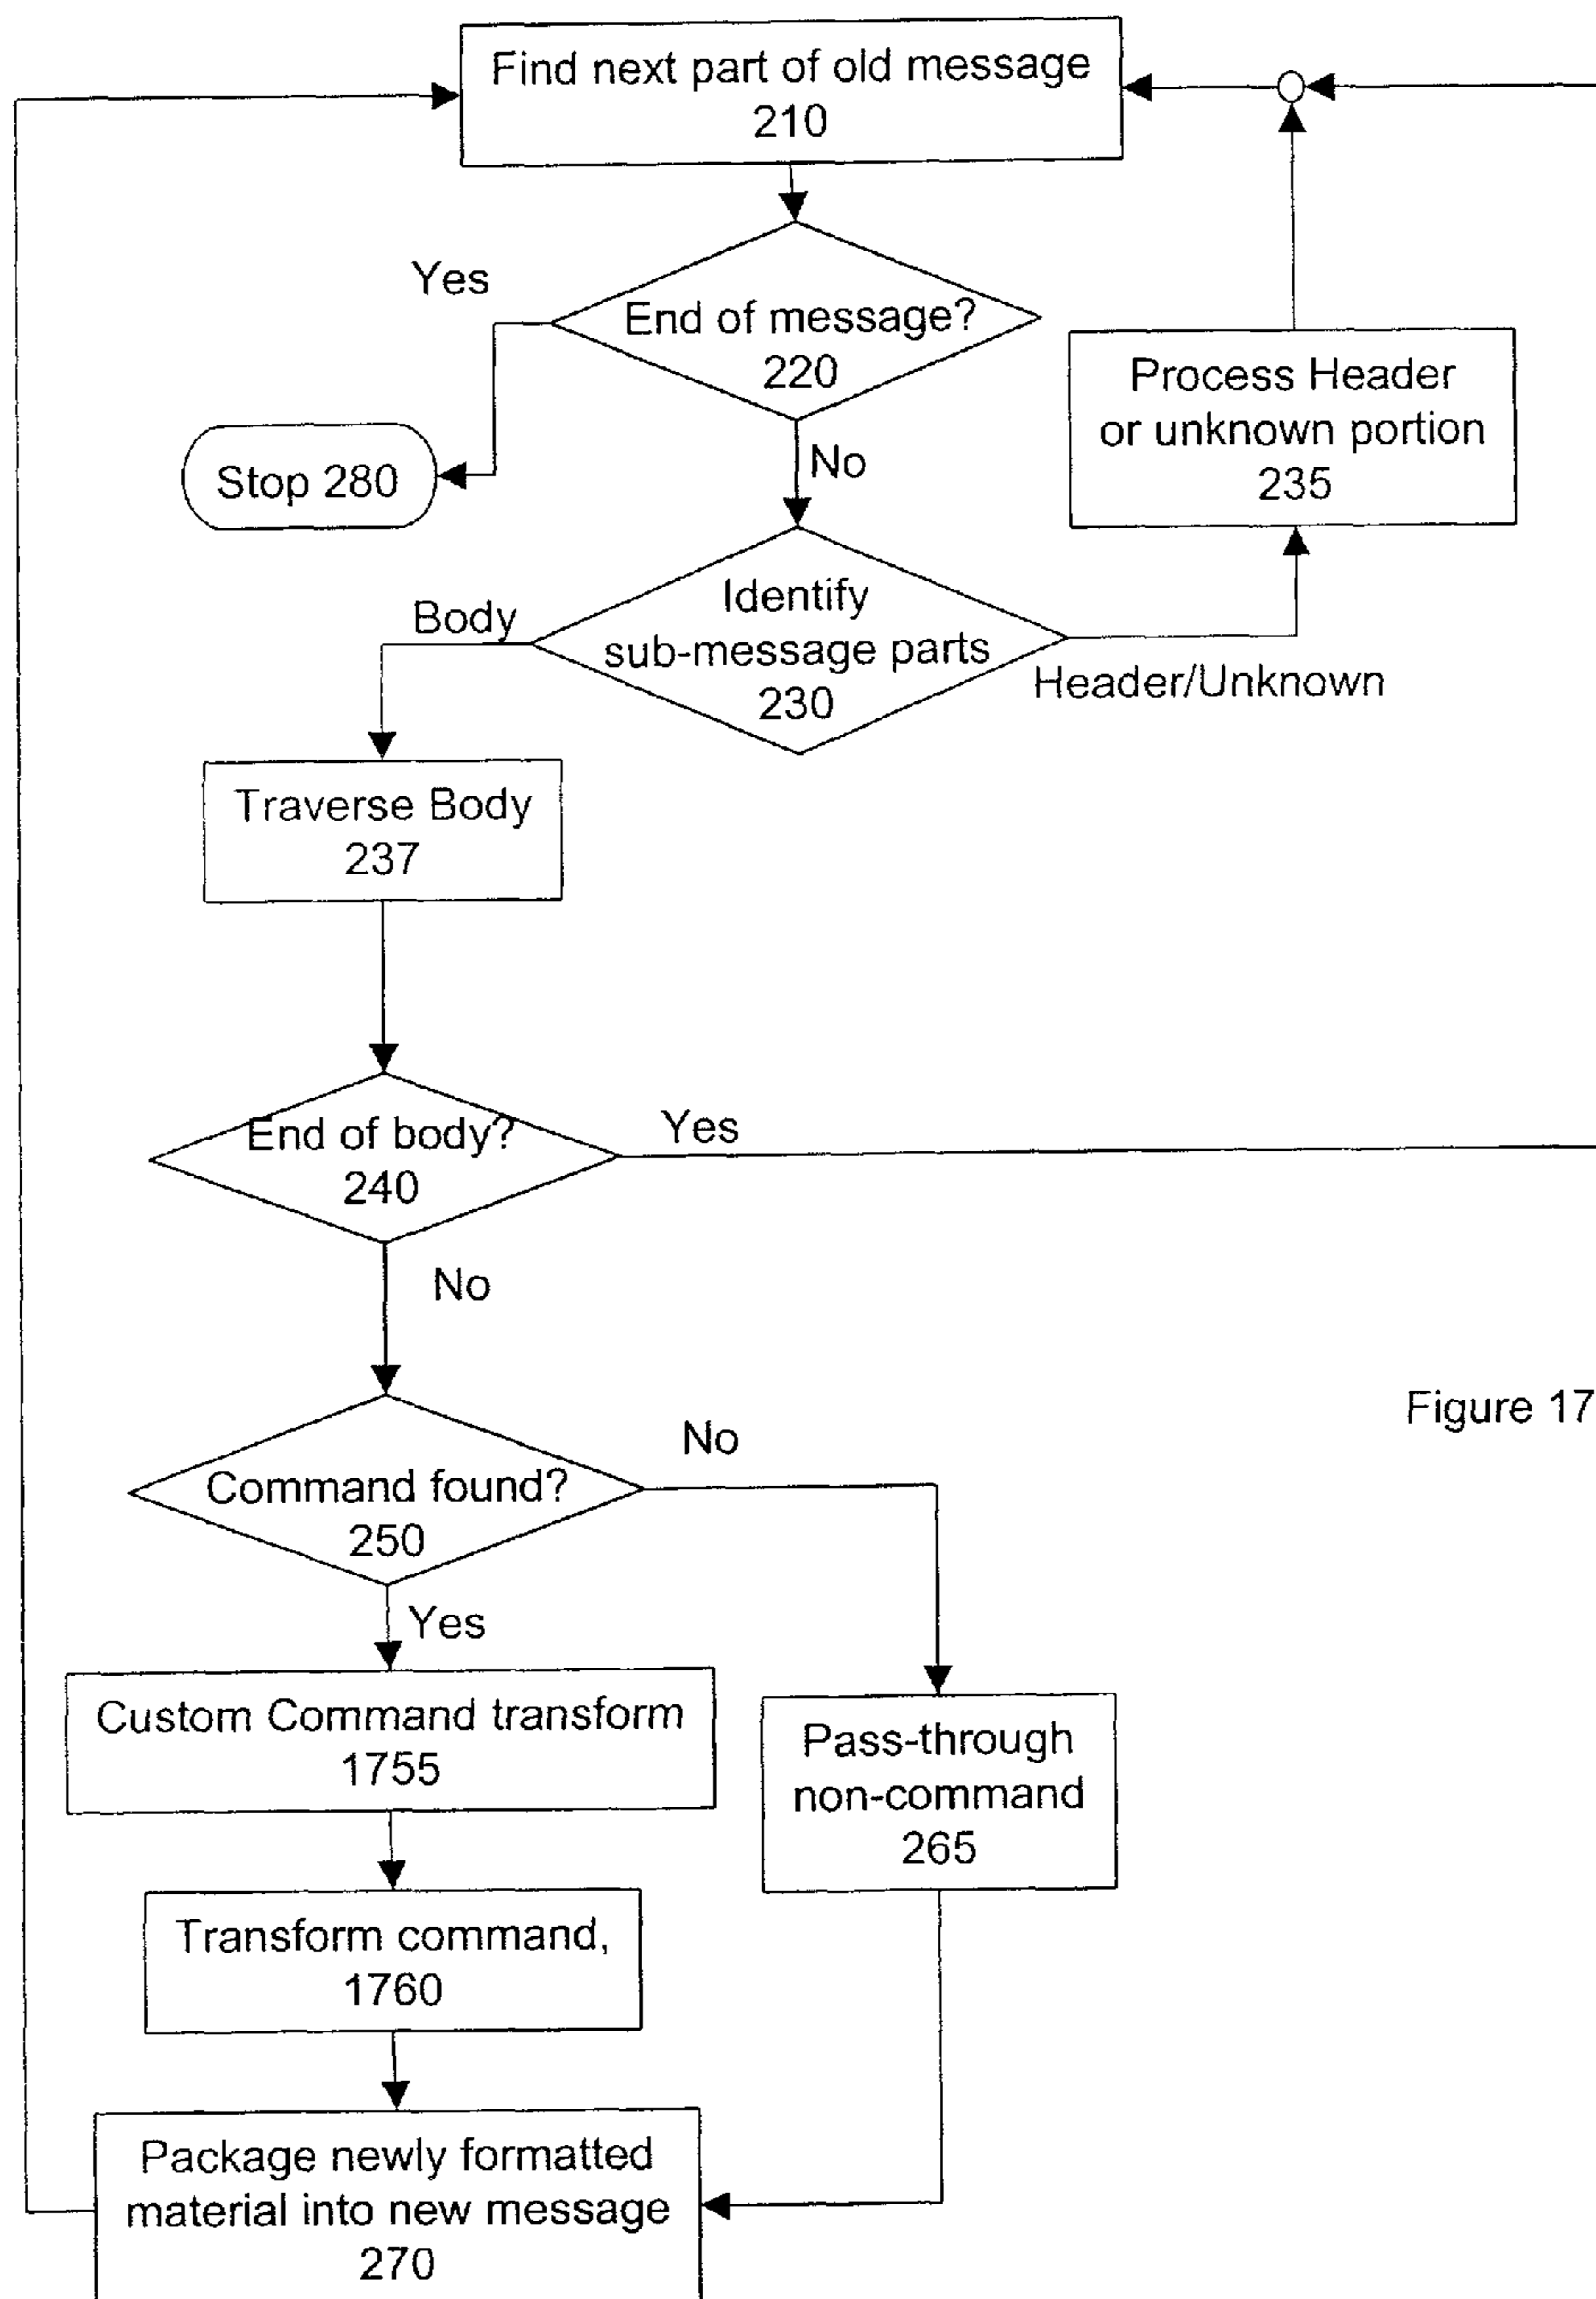 Find next part of old message
210
Yes
End of message?
220
Process Header
or unknown portion
235
No
Stop 280
Identify
sub-message parts
230
Body
Header/Unknown
Traverse Body
237
End of body?
240
Yes
No
Figure 17
Command found?
250
No
Yes
Custom Command transform
1755
Pass-through
non-command
265
Transform command,
1760
Package newly formatted
material into new message
270